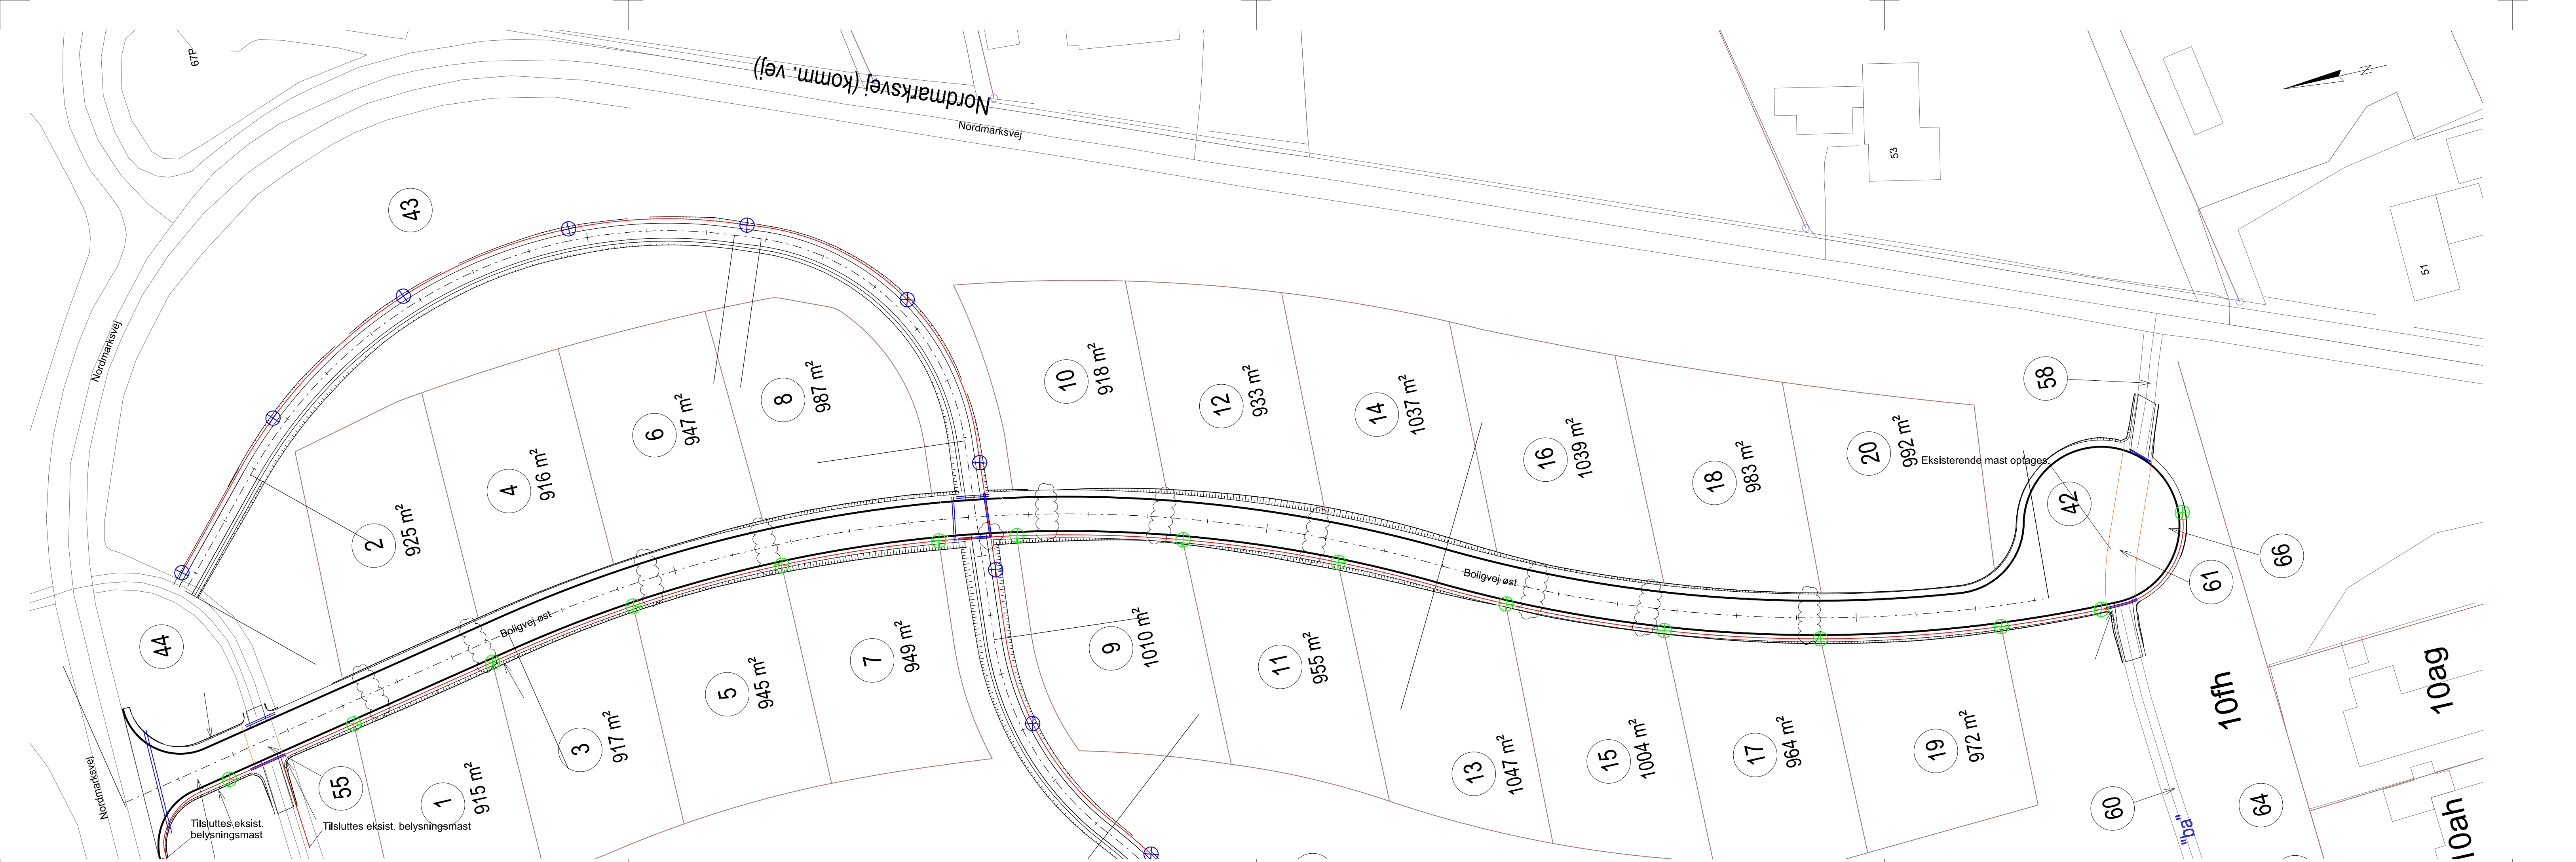 67P
Nordmarksvej (komm. vej)
Nordmarksvej
N
53
51
43
Nordmarksvej
10
918 m²
12
933 m²
14
1037 m²
16
1039 m²
18
983 m²
20
992 m²
Eksisterende mast optages.
58
42
66
61
8
987 m²
6
947 m²
4
916 m²
2
925 m²
44
Boligvej øst
Boligvej øst
Nordmarksvej
55
1
915 m²
3
917 m²
5
945 m²
7
949 m²
9
1010 m²
11
955 m²
13
1047 m²
15
1004 m²
17
964 m²
19
972 m²
10fh
10ag
10ah
60
"ba"
64
Tilsluttes eksist.
belysningsmast
Tilsluttes eksist. belysningsmast